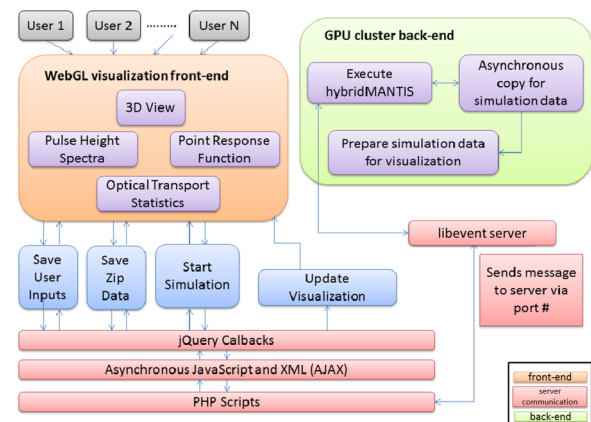 User 1
User 2
.........
User N
WebGL visualization front-end
3D View
Pulse Height
Spectra
Point Response
Function
Optical Transport
Statistics
GPU cluster back-end
Execute
hybridMANTIS
Asynchronous
copy for
simulation data
Prepare simulation data
for visualization
libevent server
Sends message
to server via
port #
Save
User
Inputs
Save
Zip
Data
Start
Simulation
Update
Visualization
jQuery Calbacks
Asynchronous JavaScript and XML (AJAX)
PHP Scripts
front-end
server
communication
back-end